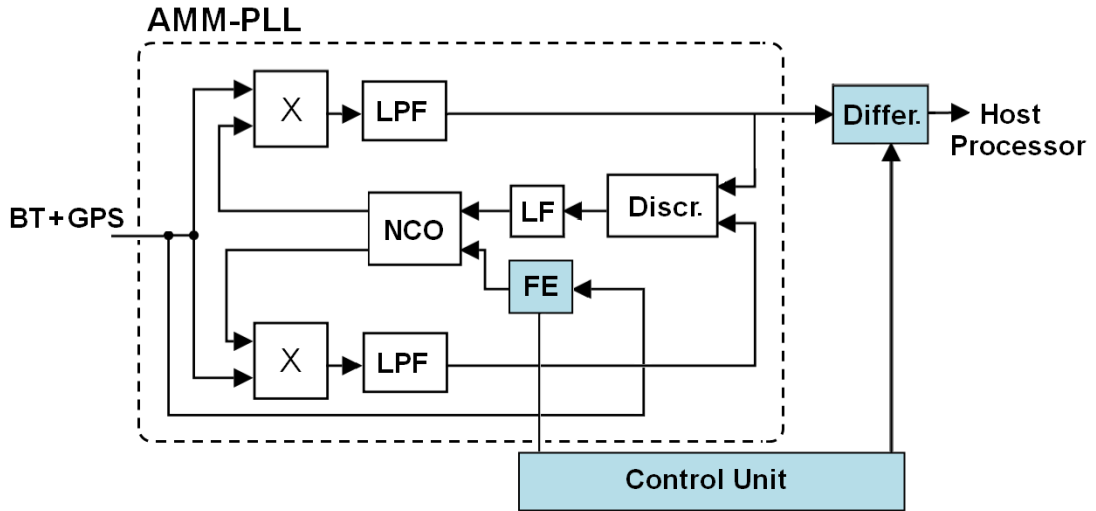 AMM-PLL
X
LPF
Differ.
Host
Processor
BT+GPS
NCO
LF
Discr.
FE
X
LPF
Control Unit